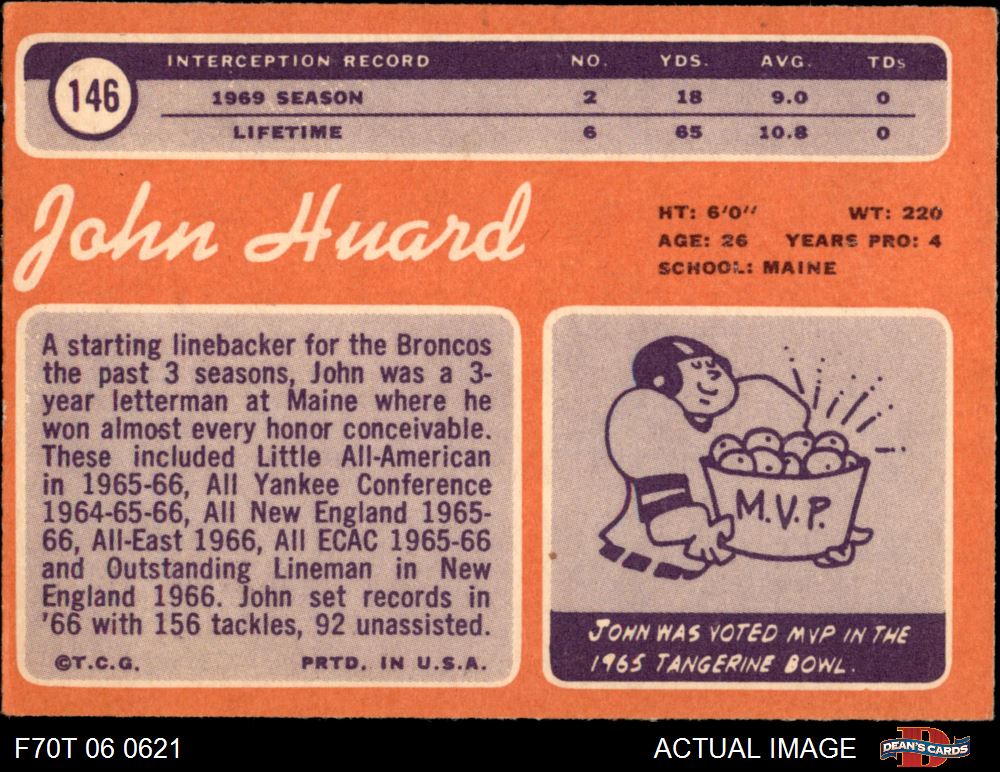 146
INTERCEPTION RECORD NO. YDS. AVG. TDs
1969 SEASON 2 18 9.0 0
LIFETIME 6 65 10.8 0
John Huard
HT: 6'0" WT: 220
AGE: 26 YEARS PRO: 4
SCHOOL: MAINE
A starting linebacker for the Broncos
the past 3 seasons, John was a 3-
year letterman at Maine where he
won almost every honor conceivable.
These included Little All-American
in 1965-66, All Yankee Conference
1964-65-66, All New England 1965-
66, All-East 1966, All ECAC 1965-66
and Outstanding Lineman in New
England 1966. John set records in
'66 with 156 tackles, 92 unassisted.
©T.C.G. PRTD. IN U.S.A.
M.V.P.
JOHN WAS VOTED MVP IN THE
1965 TANGERINE BOWL.
F70T 06 0621 ACTUAL IMAGE
D
DEAN'S CARDS